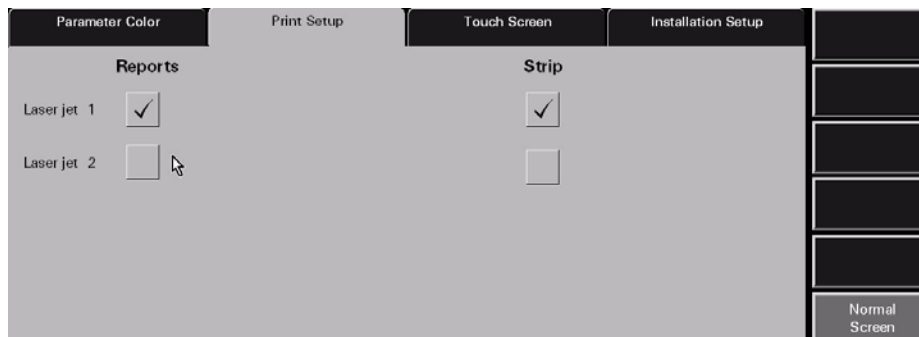 Parameter Color Print Setup Touch Screen Installation Setup
Reports Strip
Laser jet 1
Laser jet 2
Normal
Screen